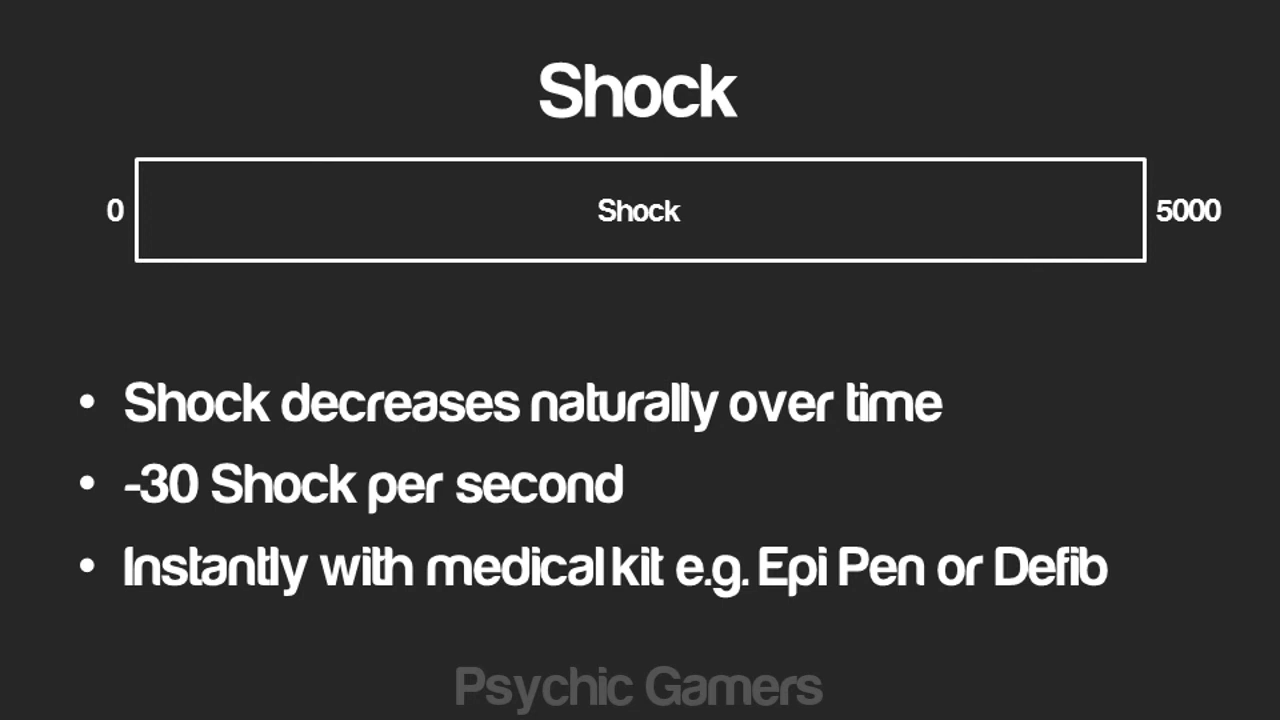 Shock
0 Shock 5000
• Shock decreases naturally over time
• -30 Shock per second
• Instantly with medical kit e.g. Epi Pen or Defib
Psychic Gamers